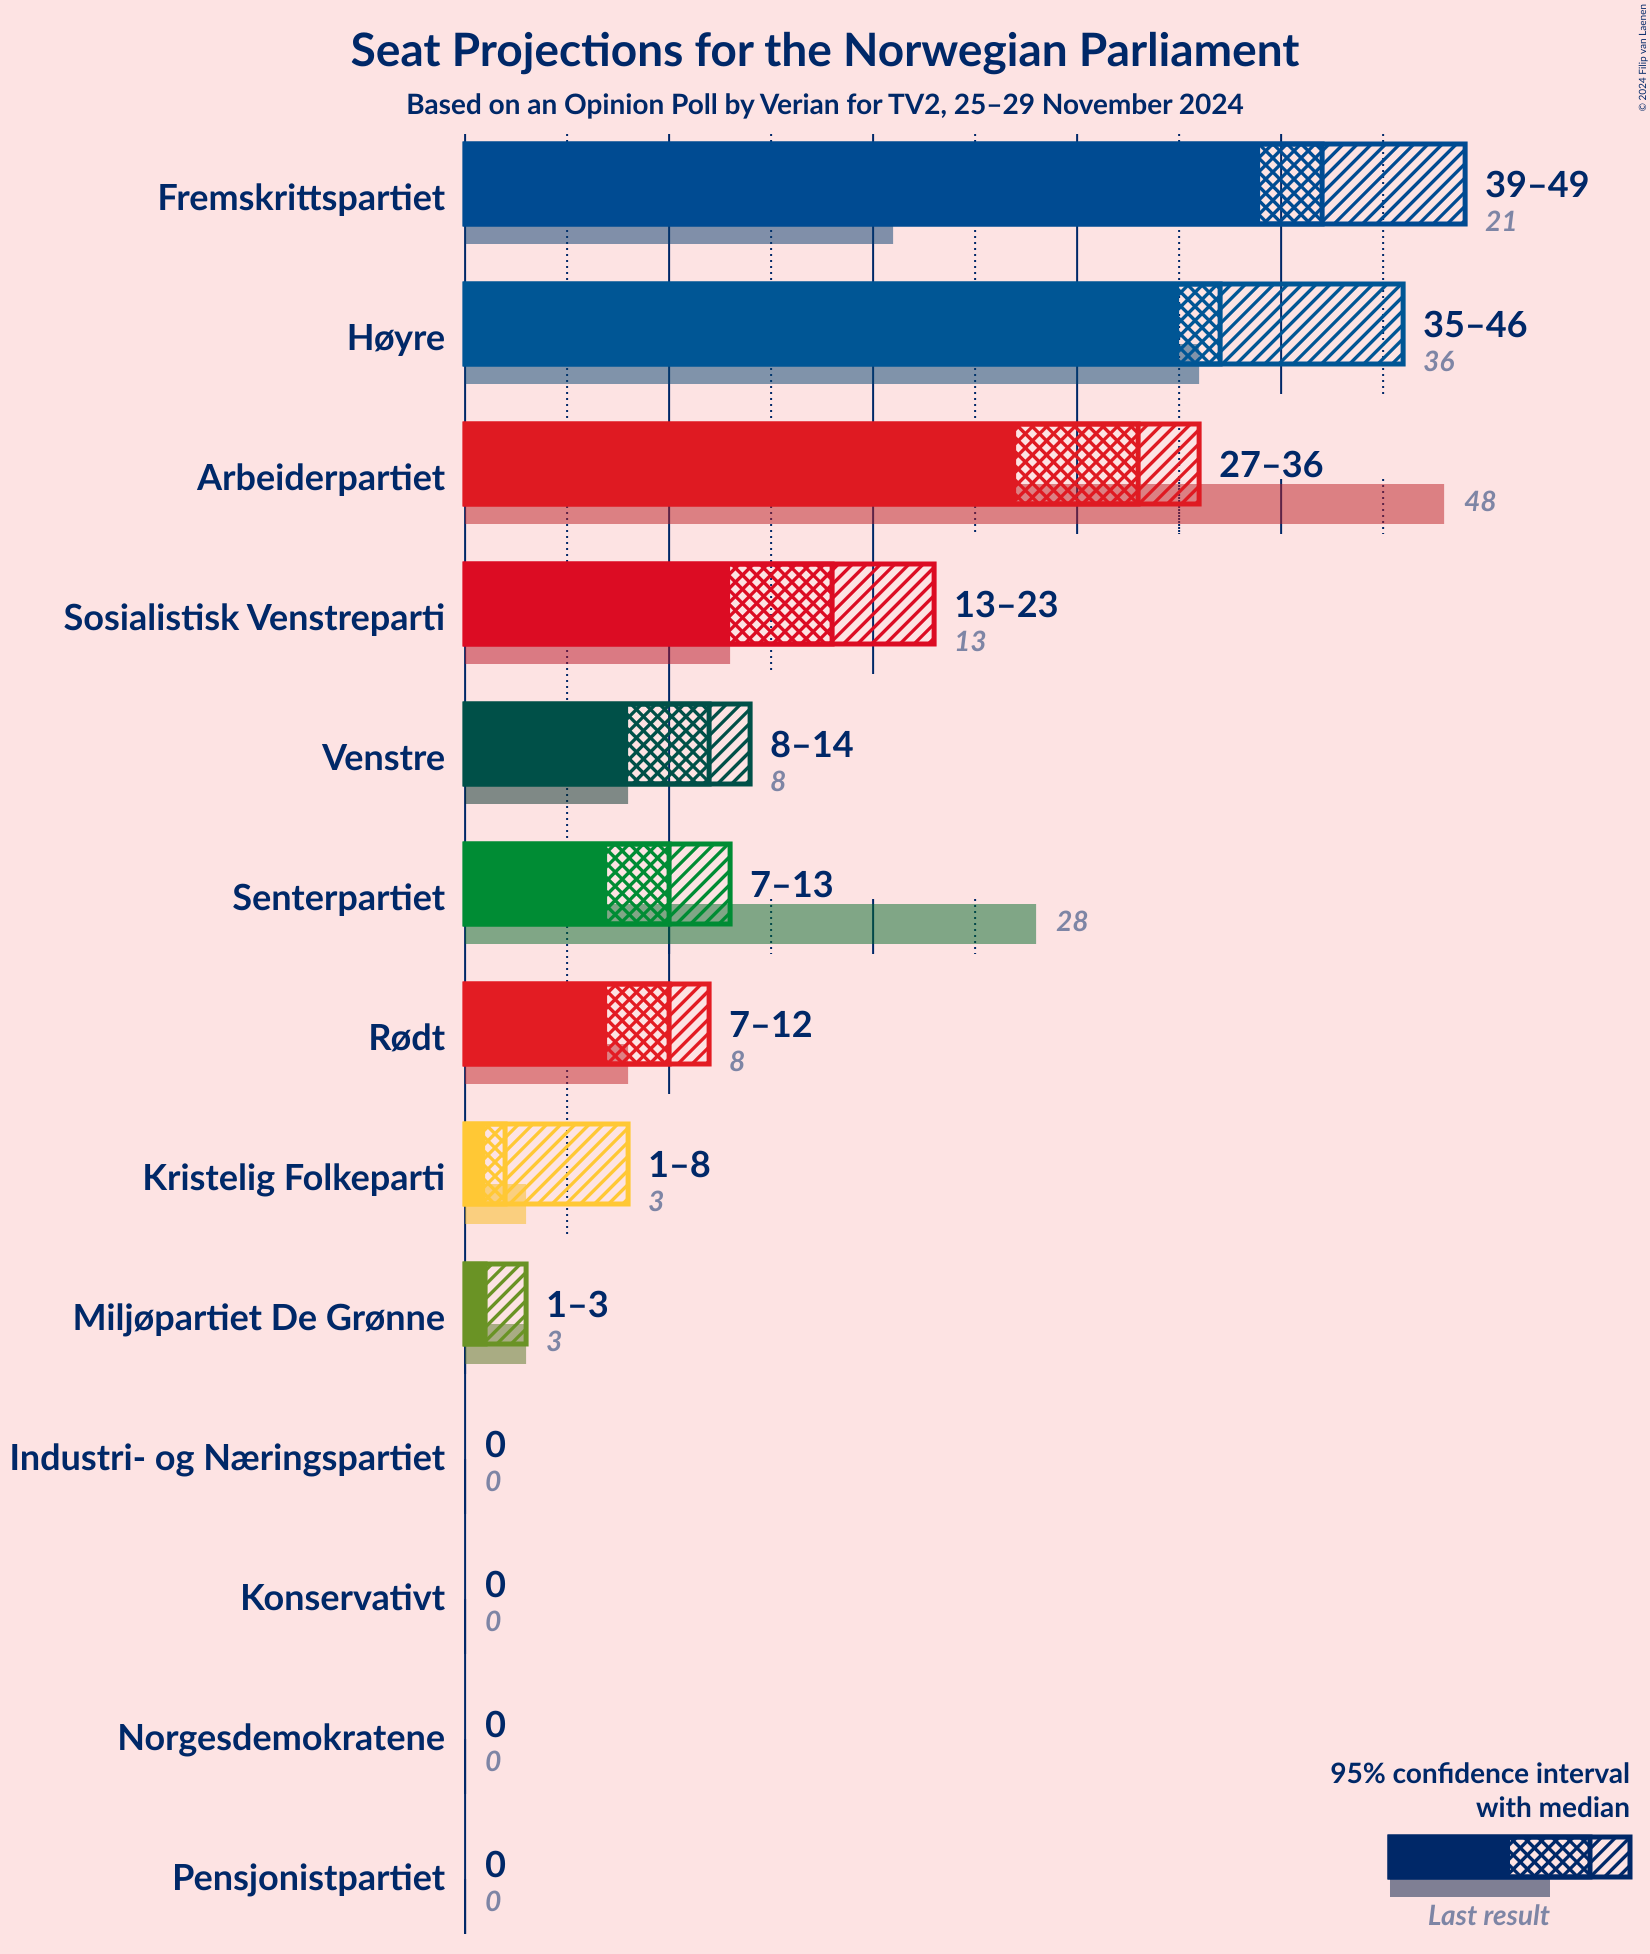 Seat Projections for the Norwegian Parliament
Based on an Opinion Poll by Verian for TV2, 25–29 November 2024
© 2024 Filip van Laenen
Fremskrittspartiet
39–49
21
Høyre
35–46
36
Arbeiderpartiet
27–36
48
Sosialistisk Venstreparti
13–23
13
Venstre
8–14
8
Senterpartiet
7–13
28
Rødt
7–12
8
Kristelig Folkeparti
1–8
3
Miljøpartiet De Grønne
1–3
3
Industri- og Næringspartiet
0
0
Konservativt
0
0
Norgesdemokratene
0
0
Pensjonistpartiet
0
0
95% confidence interval
with median
Last result